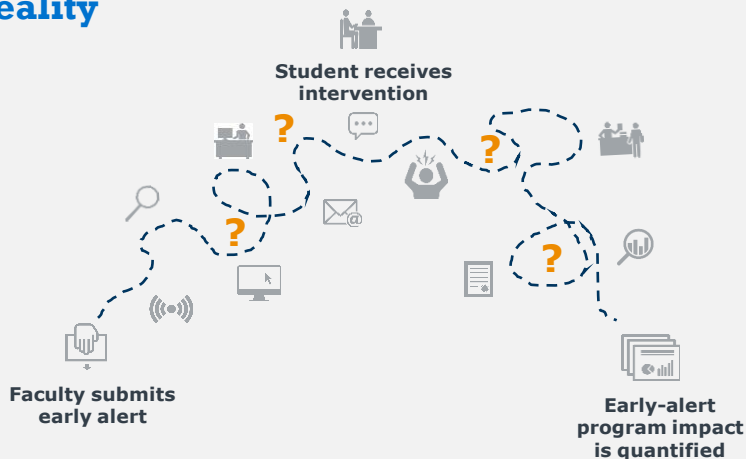 eality
Student receives
intervention
?
?
@
?
?
Faculty submits
early alert
Early-alert
program impact
is quantified